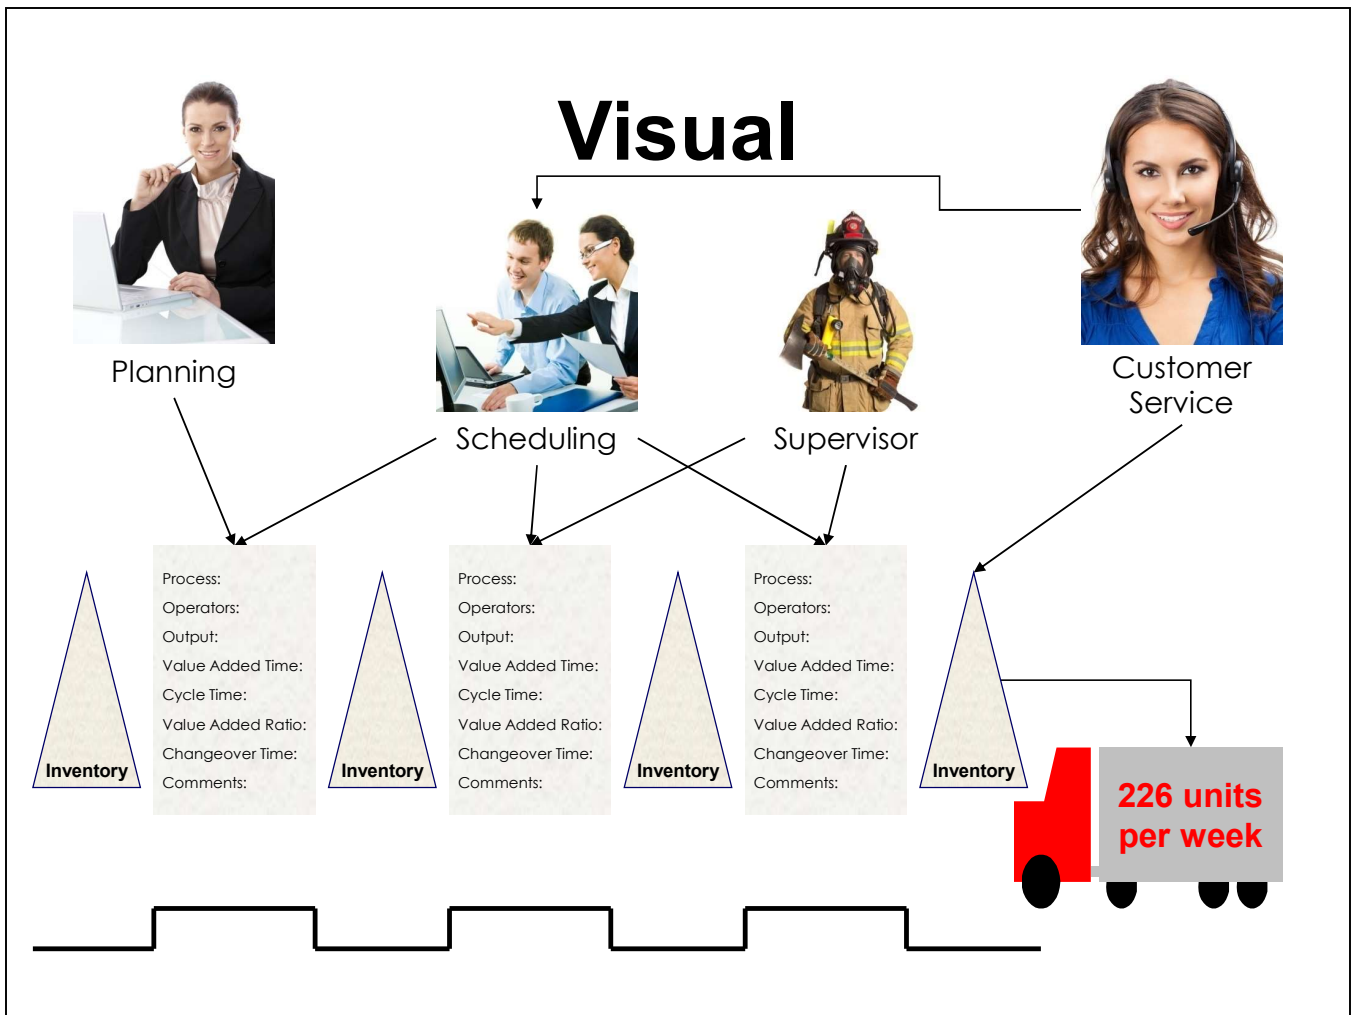 Visual
Planning
Scheduling
Supervisor
Customer
Service
Inventory
Process:
Operators:
Output:
Value Added Time:
Cycle Time:
Value Added Ratio:
Changeover Time:
Comments:
Inventory
Process:
Operators:
Output:
Value Added Time:
Cycle Time:
Value Added Ratio:
Changeover Time:
Comments:
Inventory
Process:
Operators:
Output:
Value Added Time:
Cycle Time:
Value Added Ratio:
Changeover Time:
Comments:
Inventory
226 units
per week